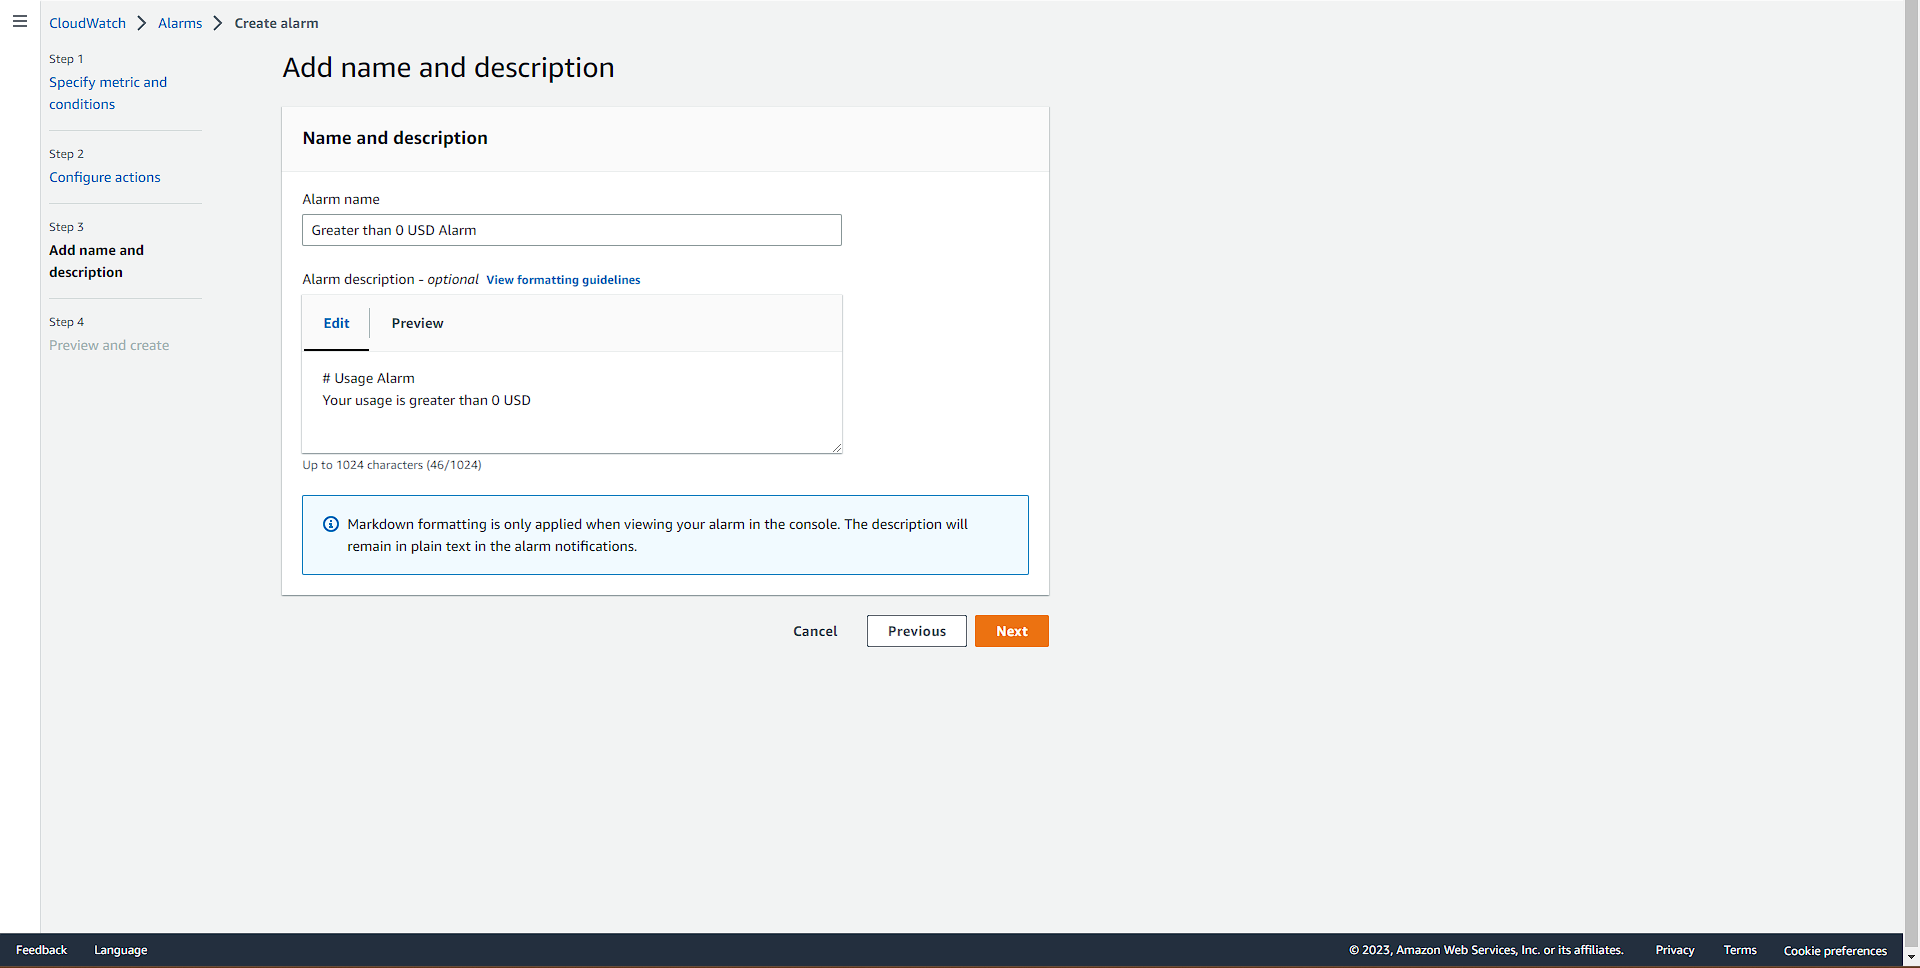 CloudWatch > Alarms > Create alarm
Step 1
Specify metric and
conditions
Step 2
Configure actions
Step 3
Add name and
description
Step 4
Preview and create
Add name and description
Name and description
Alarm name
Greater than 0 USD Alarm
Alarm description - optional View formatting guidelines
Edit Preview
# Usage Alarm
Your usage is greater than 0 USD
Up to 1024 characters (46/1024)
Markdown formatting is only applied when viewing your alarm in the console. The description will
remain in plain text in the alarm notifications.
Cancel Previous Next
Feedback Language © 2023, Amazon Web Services, Inc. or its affiliates. Privacy Terms Cookie preferences